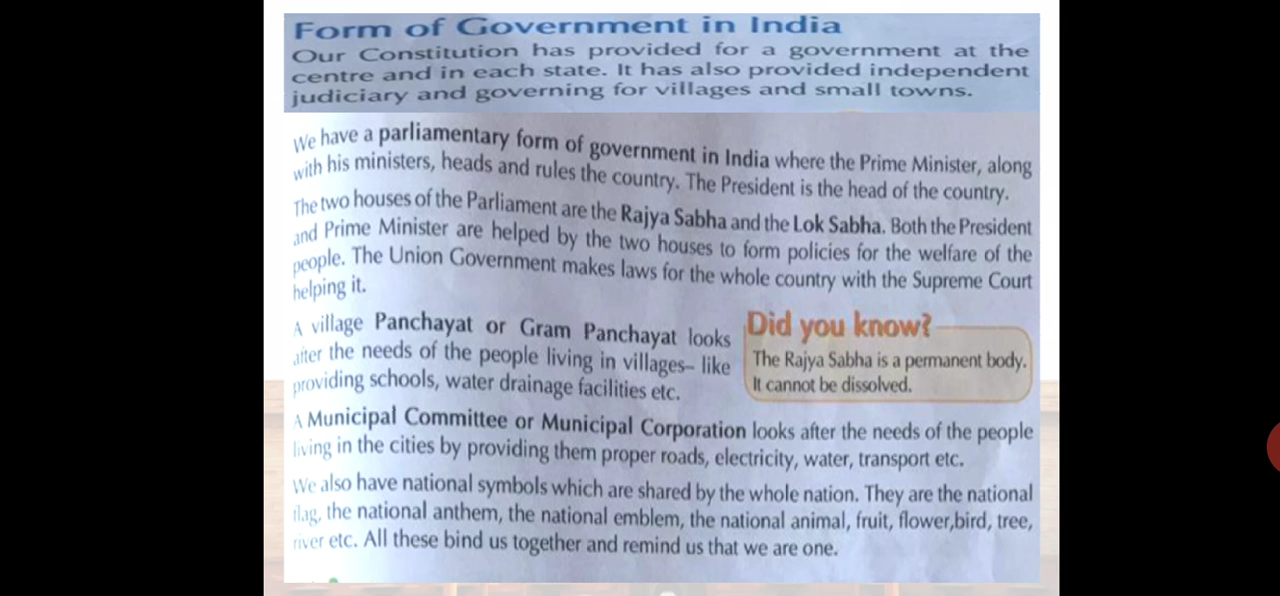 Form of Government in India
Our Constitution has provided for a government at the
centre and in each state. It has also provided independent
judiciary and governing for villages and small towns.
We have a parliamentary form of government in India where the Prime Minister, along
with his ministers, heads and rules the country. The President is the head of the country.
The two houses of the Parliament are the Rajya Sabha and the Lok Sabha. Both the President
and Prime Minister are helped by the two houses to form policies for the welfare of the
people. The Union Government makes laws for the whole country with the Supreme Court
helping it.
A village Panchayat or Gram Panchayat looks
after the needs of the people living in villages– like
providing schools, water drainage facilities etc.
Did you know?
The Rajya Sabha is a permanent body.
It cannot be dissolved.
A Municipal Committee or Municipal Corporation looks after the needs of the people
living in the cities by providing them proper roads, electricity, water, transport etc.
We also have national symbols which are shared by the whole nation. They are the national
flag, the national anthem, the national emblem, the national animal, fruit, flower,bird, tree,
river etc. All these bind us together and remind us that we are one.